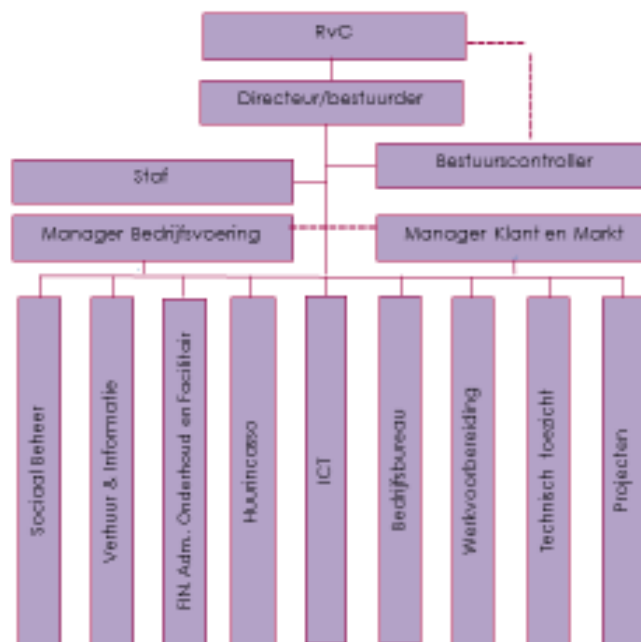 RvC
Directeur/bestuurder
Bestuurscontroller
Staf
Manager Bedrijfsvoering
Manager Klant en Markt
Sociaal Beheer
Verhuur & Informatie
FIN. Adm.. Onderhoud en Facilitair
Huurincasso
ICT
Bedrijfsbureau
Werkvoorbereiding
Technisch toezicht
Projecten